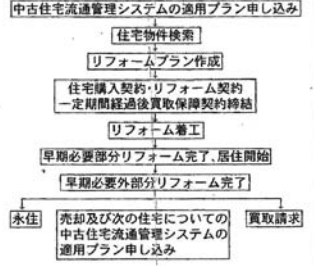 中古住宅流通管理システムの適用プラン申し込み
住宅物件検索
リフォームプラン作成
住宅購入契約・リフォーム契約
一定期間経過後買取保障契約締結
リフォーム着工
早期必要部分リフォーム完了、居住開始
早期必要外部分リフォーム完了
永住
売却及び次の住宅についての
中古住宅流通管理システムの
適用プラン申し込み
買取請求